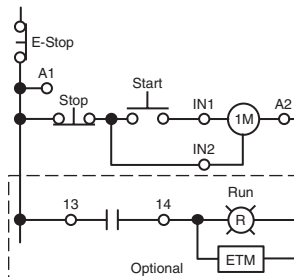 E-Stop
A1
Stop
Start
IN1
1M
A2
IN2
13
14
Run
R
ETM
Optional